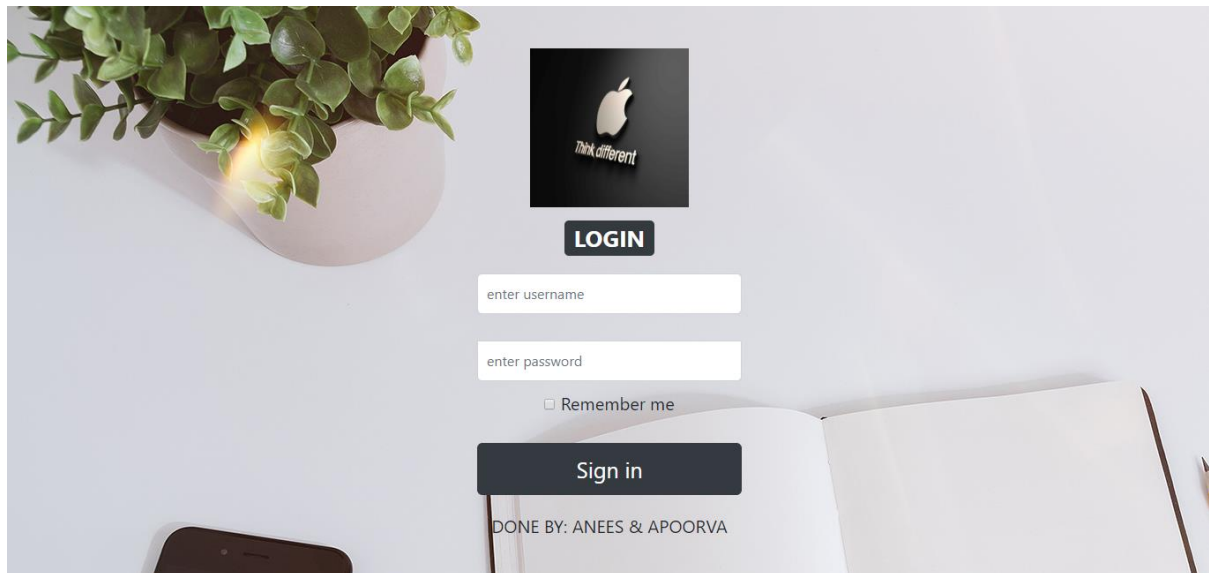 Think different
LOGIN
enter username
enter password
Remember me
Sign in
DONE BY: ANEES & APOORVA